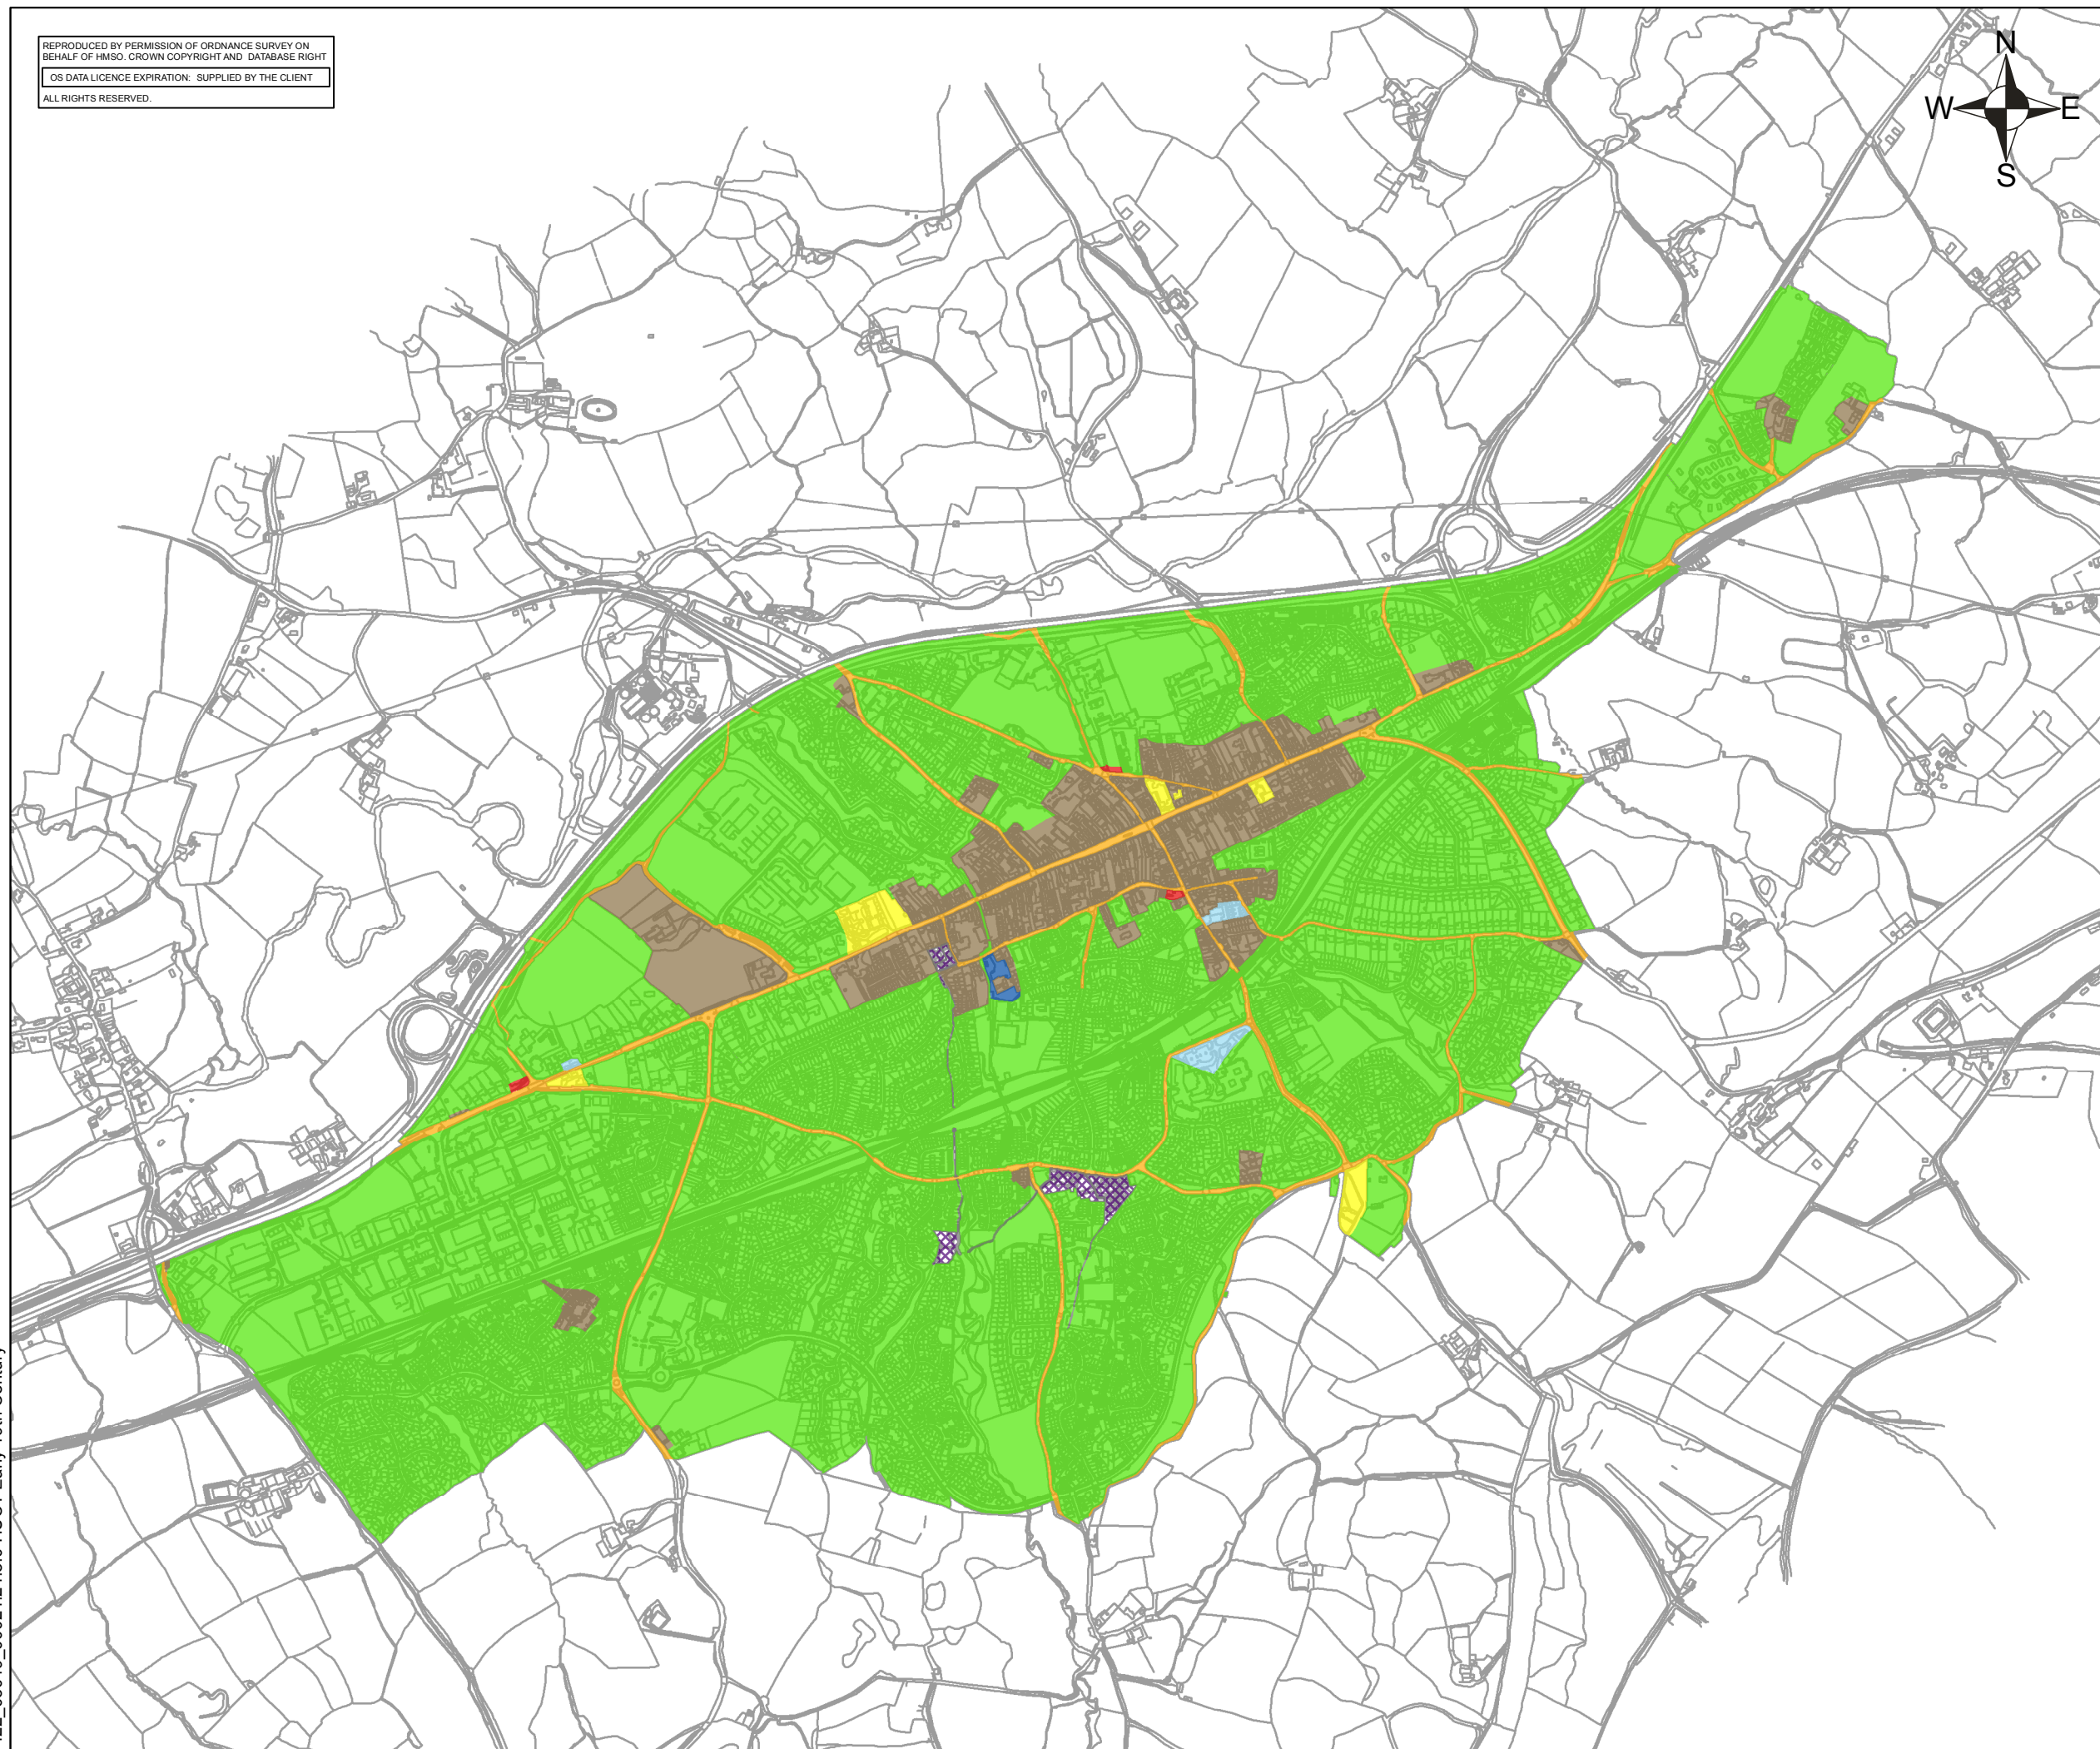 REPRODUCED BY PERMISSION OF ORDNANCE SURVEY ON
BEHALF OF HMSO. CROWN COPYRIGHT AND DATABASE RIGHT
OS DATA LICENCE EXPIRATION: SUPPLIED BY THE CLIENT
ALL RIGHTS RESERVED.
N
W
E
S